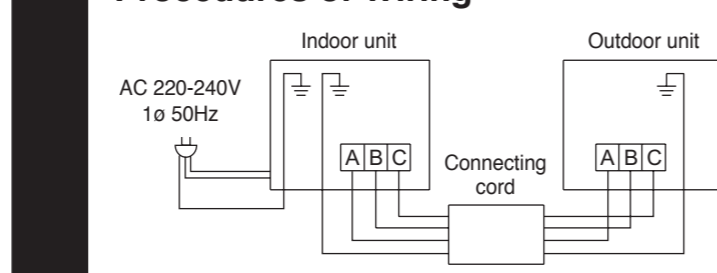 Procedures of Wiring
Indoor unit
Outdoor unit
AC 220-240V
1ø 50Hz
A B C
A B C
Connecting
cord